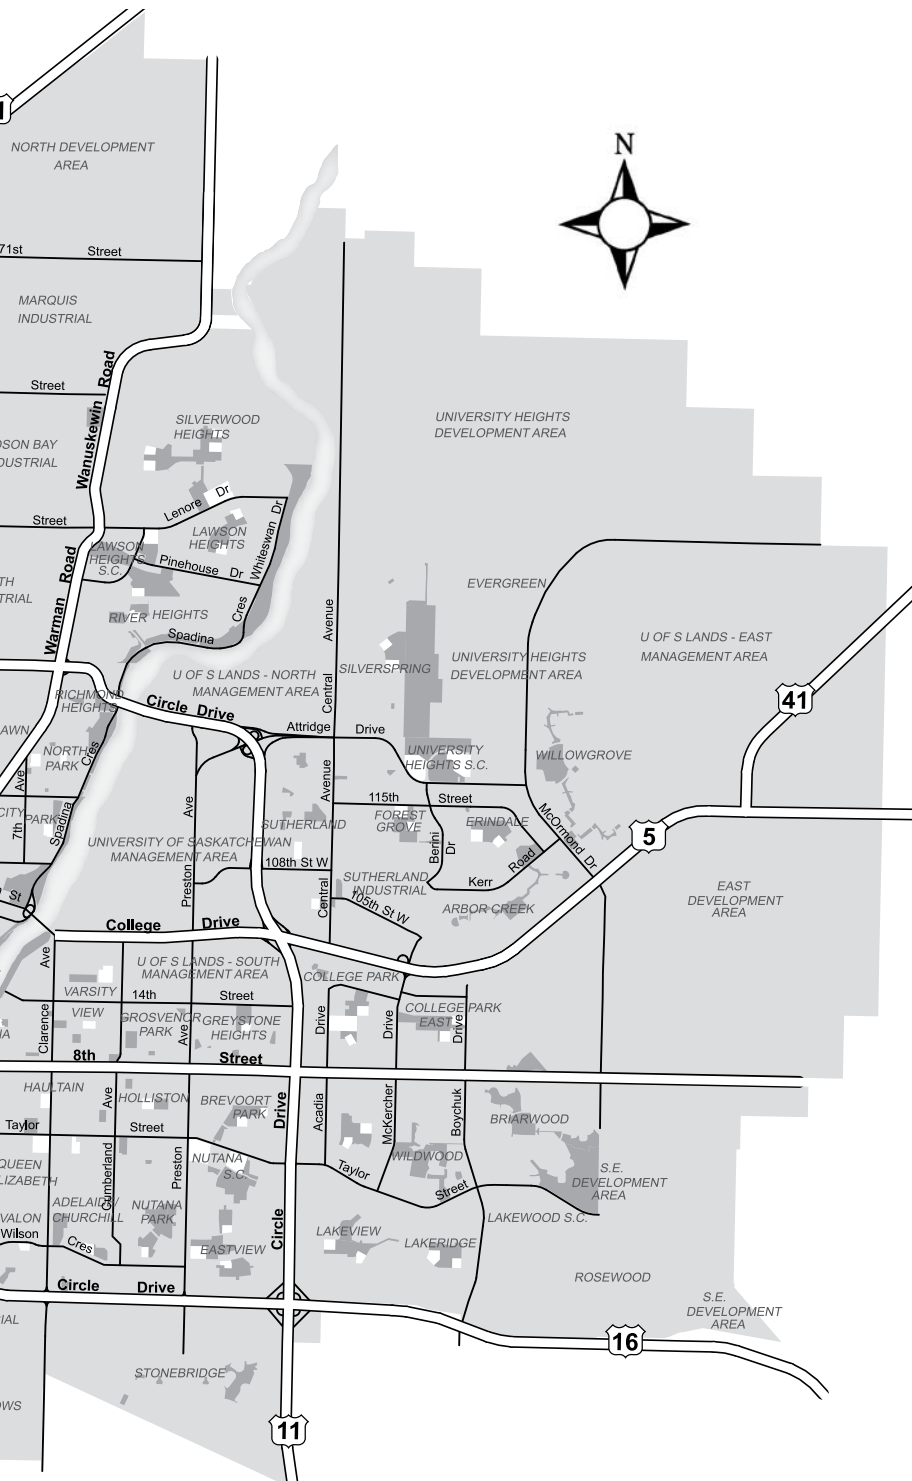 N
NORTH DEVELOPMENT
AREA
71st Street
MARQUIS
INDUSTRIAL
Wanuskewin Road
Street
SILVERWOOD
HEIGHTS
UNIVERSITY HEIGHTS
DEVELOPMENT AREA
Lenore Dr
Street
LAWSON
HEIGHTS
Whiteswan Dr
LAWSON
HEIGHTS
S.C.
Pinehouse Dr
Warman Road
EVERGREEN
RIVER HEIGHTS
Spadina Cres
Central Avenue
U OF S LANDS - EAST
MANAGEMENT AREA
U OF S LANDS - NORTH
MANAGEMENT AREA
SILVERSPRING
UNIVERSITY HEIGHTS
DEVELOPMENT AREA
RICHMOND
HEIGHTS
Circle Drive
41
Attridge Drive
NORTH
PARK
UNIVERSITY
HEIGHTS S.C.
WILLOWGROVE
Spadina Cres
7th Ave
PARK
Preston Ave
Central Avenue
115th Street
SUTHERLAND
FOREST
GROVE
ERINDALE
McOrmond Dr
5
UNIVERSITY OF SASKATCHEWAN
MANAGEMENT AREA
Berini Dr
108th St W
Kerr Road
SUTHERLAND
INDUSTRIAL
EAST
DEVELOPMENT
AREA
St
105th St W
ARBOR CREEK
College Drive
U OF S LANDS - SOUTH
MANAGEMENT AREA
COLLEGE PARK
VARSITY
VIEW
14th Street
GROSVENOR
PARK
GREYSTONE
HEIGHTS
COLLEGE PARK
EAST
Clarence Ave
Preston Ave
Acadia Drive
McKercher Drive
Boychuk Drive
8th Street
HAULTAIN
HOLLISTON
BREVOORT
PARK
Circle Drive
BRIARWOOD
Cumberland Ave
Taylor Street
NUTANA
S.C.
Taylor Street
WILDWOOD
S.E.
DEVELOPMENT
AREA
ADELAIDE/
CHURCHILL
NUTANA
PARK
LAKEWOOD S.C.
Wilson Cres
EASTVIEW
LAKEVIEW
LAKERIDGE
ROSEWOOD
Circle Drive
S.E.
DEVELOPMENT
AREA
16
STONEBRIDGE
11